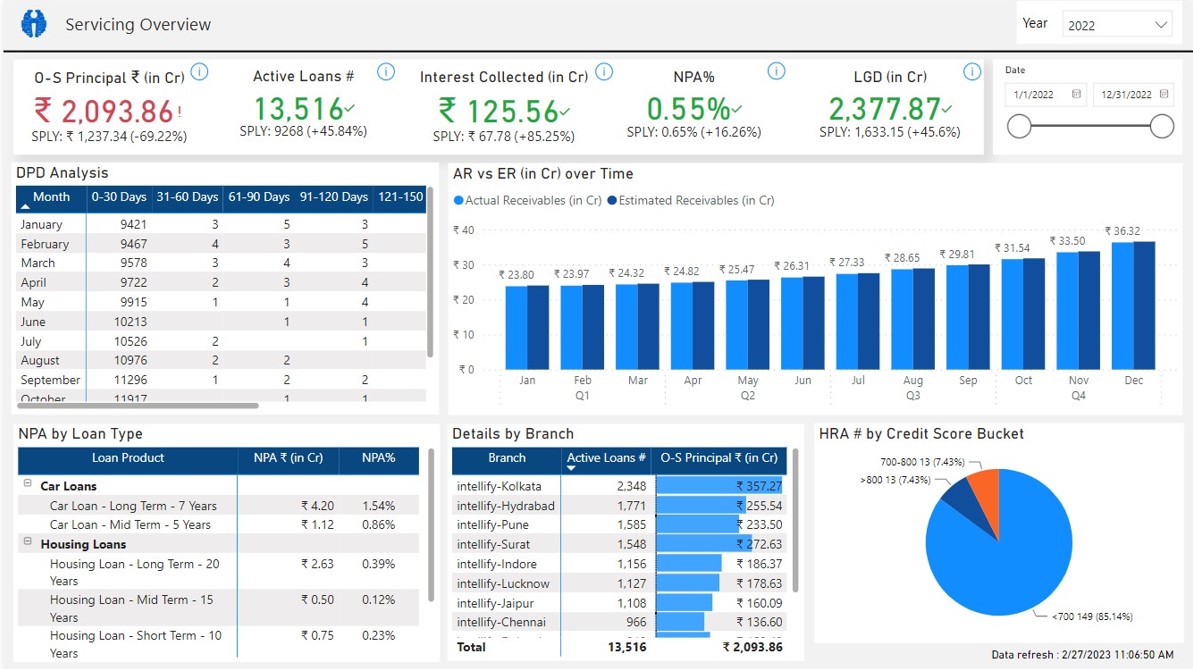 Servicing Overview
Year
2022
O-S Principal ₹ (in Cr)
₹ 2,093.86!
SPLY: ₹ 1,237.34 (-69.22%)
Active Loans #
13,516✓
SPLY: 9268 (+45.84%)
Interest Collected (in Cr)
₹ 125.56✓
SPLY: ₹ 67.78 (+85.25%)
NPA%
0.55%✓
SPLY: 0.65% (+16.26%)
LGD (in Cr)
2,377.87✓
SPLY: 1,633.15 (+45.6%)
Date
1/1/2022 12/31/2022
DPD Analysis
Month 0-30 Days 31-60 Days 61-90 Days 91-120 Days 121-150
January 9421 3 5 3
February 9467 4 3 5
March 9578 3 4 3
April 9722 2 3 4
May 9915 1 1 4
June 10213 1 1
July 10526 2 1
August 10976 2 2
September 11296 1 2 2
October 11917 1 1
AR vs ER (in Cr) over Time
Actual Receivables (in Cr) Estimated Receivables (in Cr)
₹ 40
₹ 30
₹ 20
₹ 10
₹ 0
₹ 23.80 ₹ 23.97 ₹ 24.32 ₹ 24.82 ₹ 25.47 ₹ 26.31 ₹ 27.33 ₹ 28.65 ₹ 29.81 ₹ 31.54 ₹ 33.50 ₹ 36.32
Jan Feb Mar Apr May Jun Jul Aug Sep Oct Nov Dec
Q1 Q2 Q3 Q4
NPA by Loan Type
Loan Product NPA ₹ (in Cr) NPA%
Car Loans
Car Loan - Long Term - 7 Years ₹ 4.20 1.54%
Car Loan - Mid Term - 5 Years ₹ 1.12 0.86%
Housing Loans
Housing Loan - Long Term - 20 ₹ 2.63 0.39%
Years
Housing Loan - Mid Term - 15 ₹ 0.50 0.12%
Years
Housing Loan - Short Term - 10 ₹ 0.75 0.23%
Years
Details by Branch
Branch Active Loans # O-S Principal ₹ (in Cr)
intellify-Kolkata 2,348 ₹ 357.27
intellify-Hydrabad 1,771 ₹ 255.54
intellify-Pune 1,585 ₹ 233.50
intellify-Surat 1,548 ₹ 272.63
intellify-Indore 1,156 ₹ 186.37
intellify-Lucknow 1,127 ₹ 178.63
intellify-Jaipur 1,108 ₹ 160.09
intellify-Chennai 966 ₹ 136.60
Total 13,516 ₹ 2,093.86
HRA # by Credit Score Bucket
700-800 13 (7.43%)
>800 13 (7.43%)
<700 149 (85.14%)
Data refresh : 2/27/2023 11:06:50 AM